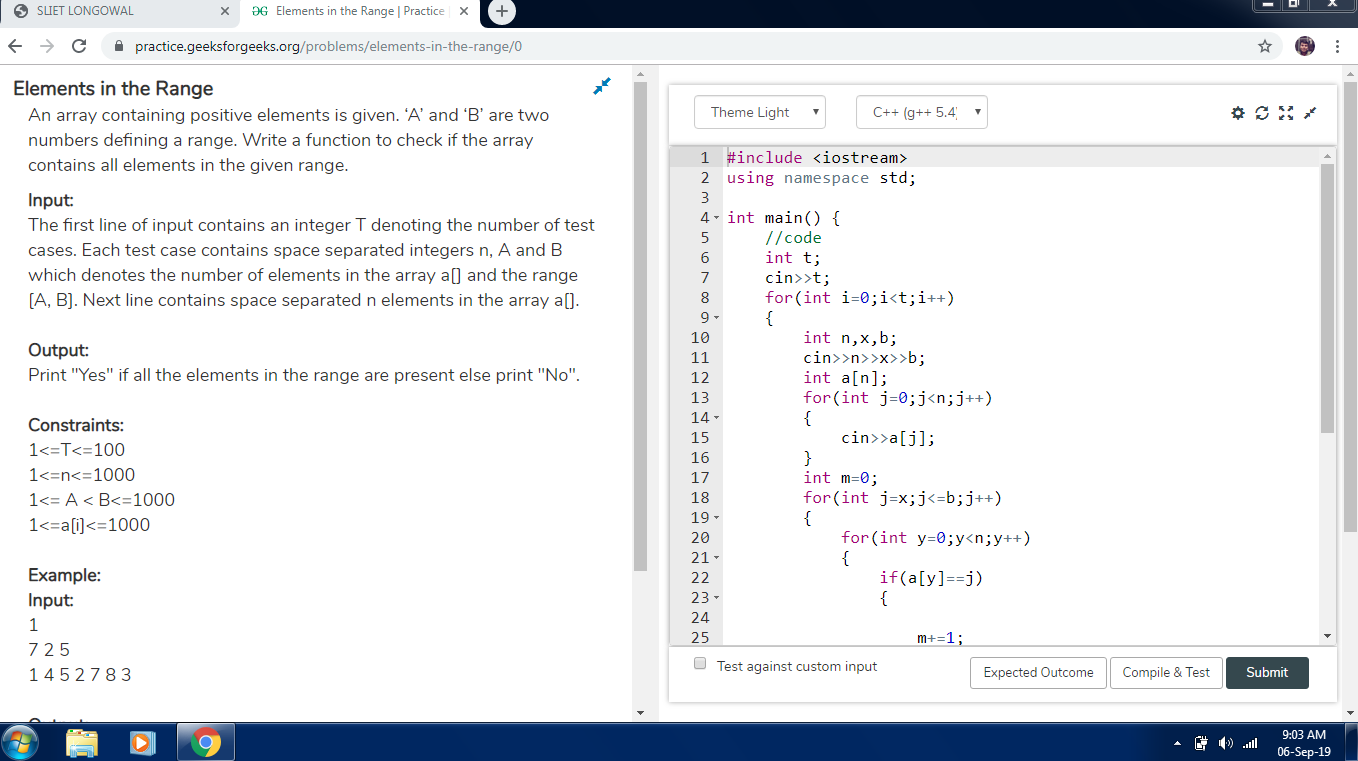 SLIET LONGOWAL
Elements in the Range | Practice
practice.geeksforgeeks.org/problems/elements-in-the-range/0
Elements in the Range
An array containing positive elements is given. ‘A’ and ‘B’ are two
numbers defining a range. Write a function to check if the array
contains all elements in the given range.
Input:
The first line of input contains an integer T denoting the number of test
cases. Each test case contains space separated integers n, A and B
which denotes the number of elements in the array a[] and the range
[A, B]. Next line contains space separated n elements in the array a[].
Output:
Print "Yes" if all the elements in the range are present else print "No".
Constraints:
1<=T<=100
1<=n<=1000
1<= A < B<=1000
1<=a[i]<=1000
Example:
Input:
1
7 2 5
1 4 5 2 7 8 3
Theme Light
C++ (g++ 5.4)
1 #include <iostream>
2 using namespace std;
3
4 int main() {
5 //code
6 int t;
7 cin>>t;
8 for(int i=0;i<t;i++)
9 {
10 int n,x,b;
11 cin>>n>>x>>b;
12 int a[n];
13 for(int j=0;j<n;j++)
14 {
15 cin>>a[j];
16 }
17 int m=0;
18 for(int j=x;j<=b;j++)
19 {
20 for(int y=0;y<n;y++)
21 {
22 if(a[y]==j)
23 {
24
25 m+=1;
Test against custom input
Expected Outcome
Compile & Test
Submit
9:03 AM
06-Sep-19